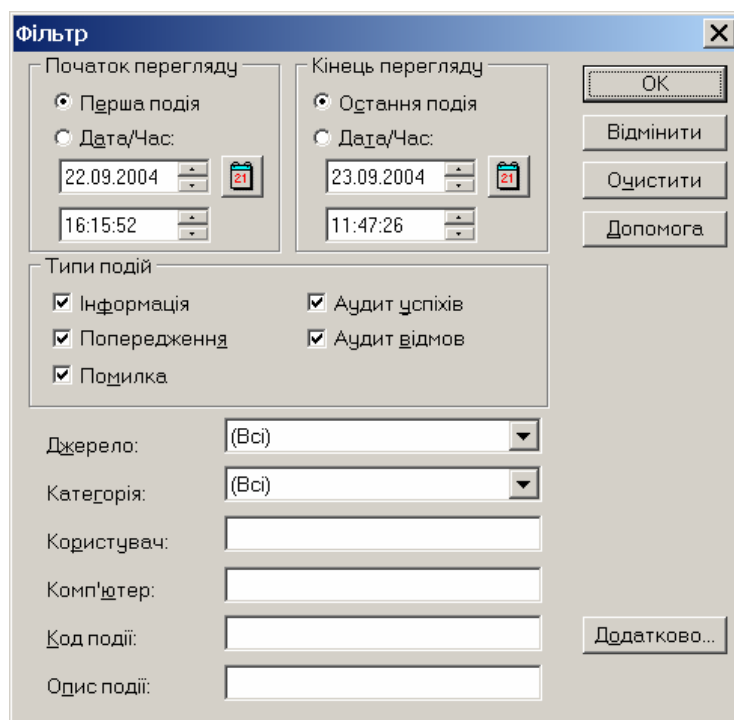 Фільтр
Початок перегляду
Перша подія
Дата/Час:
22.09.2004
21
16:15:52
Кінець перегляду
Остання подія
Дата/Час:
23.09.2004
21
11:47:26
OK
Відмінити
Очистити
Допомога
Типи подій
Інформація
Аудит успіхів
Попередження
Аудит відмов
Помилка
Джерело: (Всі)
Категорія: (Всі)
Користувач:
Комп'ютер:
Код події:
Додатково...
Опис події: